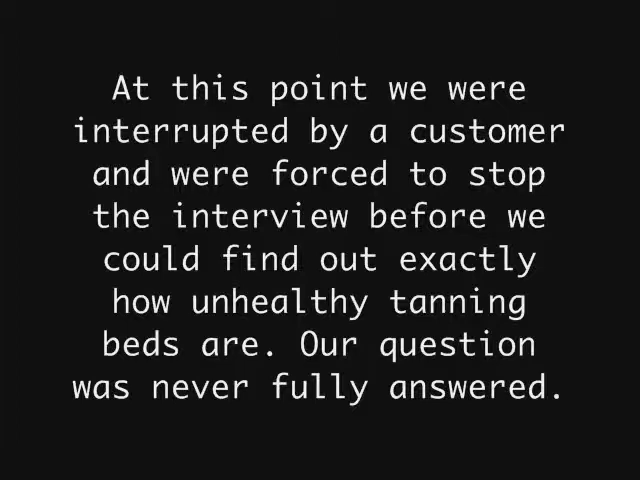 At this point we were
interrupted by a customer
and were forced to stop
the interview before we
could find out exactly
how unhealthy tanning
beds are. Our question
was never fully answered.